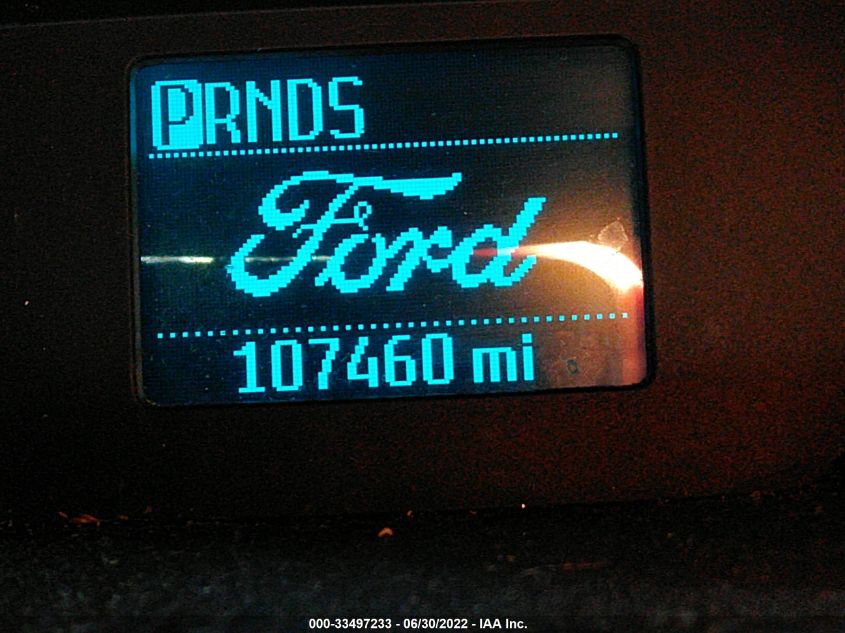 PRNDS
Ford
107460 mi
000-33497233 - 06/30/2022 - IAA Inc.